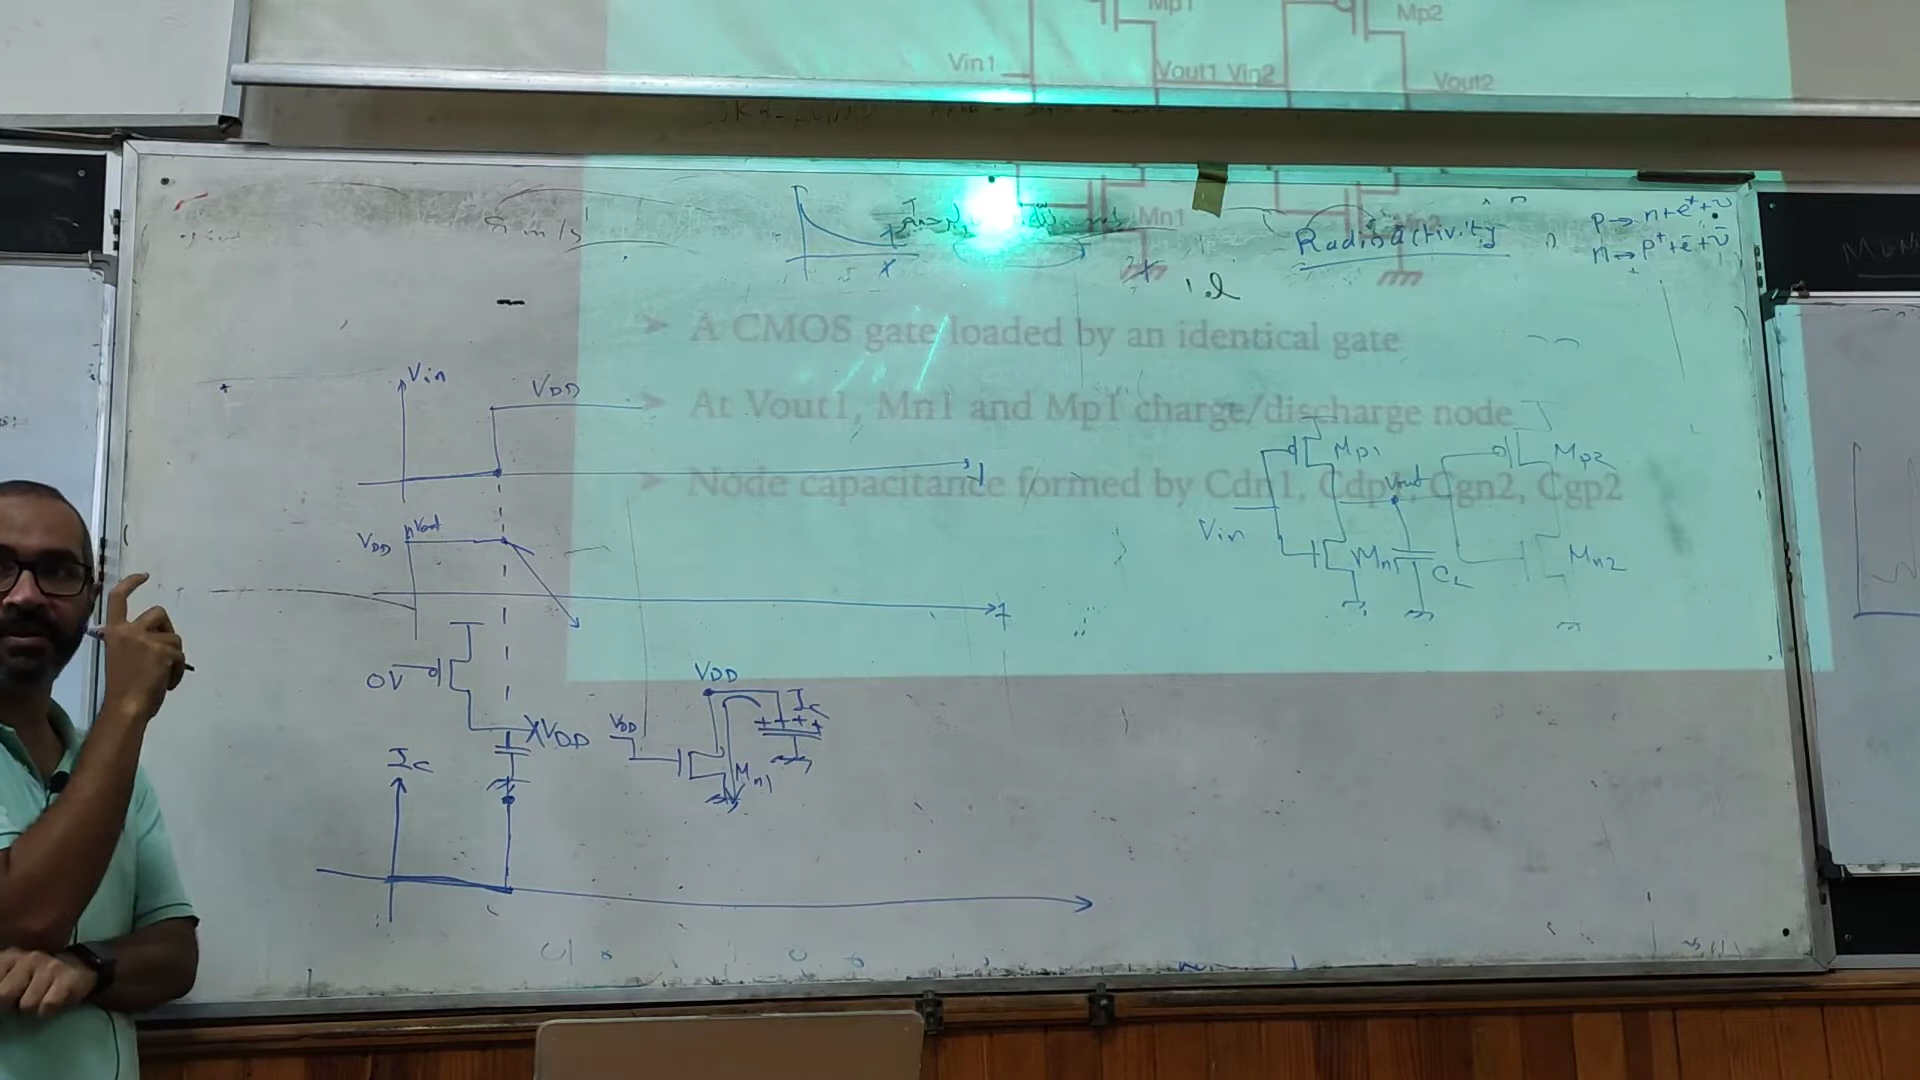 Mp1
Mp2
Vin1
Vout1 Vin2
Vout2
Mn1
Radioactivity
p → n + e⁺ + ν
n → p⁺ + e⁻ + ν̄
➤ A CMOS gate loaded by an identical gate
➤ At Vout1, Mn1 and Mp1 charge/discharge node
➤ Node capacitance formed by Cdn1, Cdp1, Cgn2, Cgp2
Vin
VDD
t
VDD
Vout
t
Mp1
Mp2
Vout
Vin
Mn1
CL
Mn2
0V
VDD
Ic
VDD
VDD
Ic
++++
Mn1